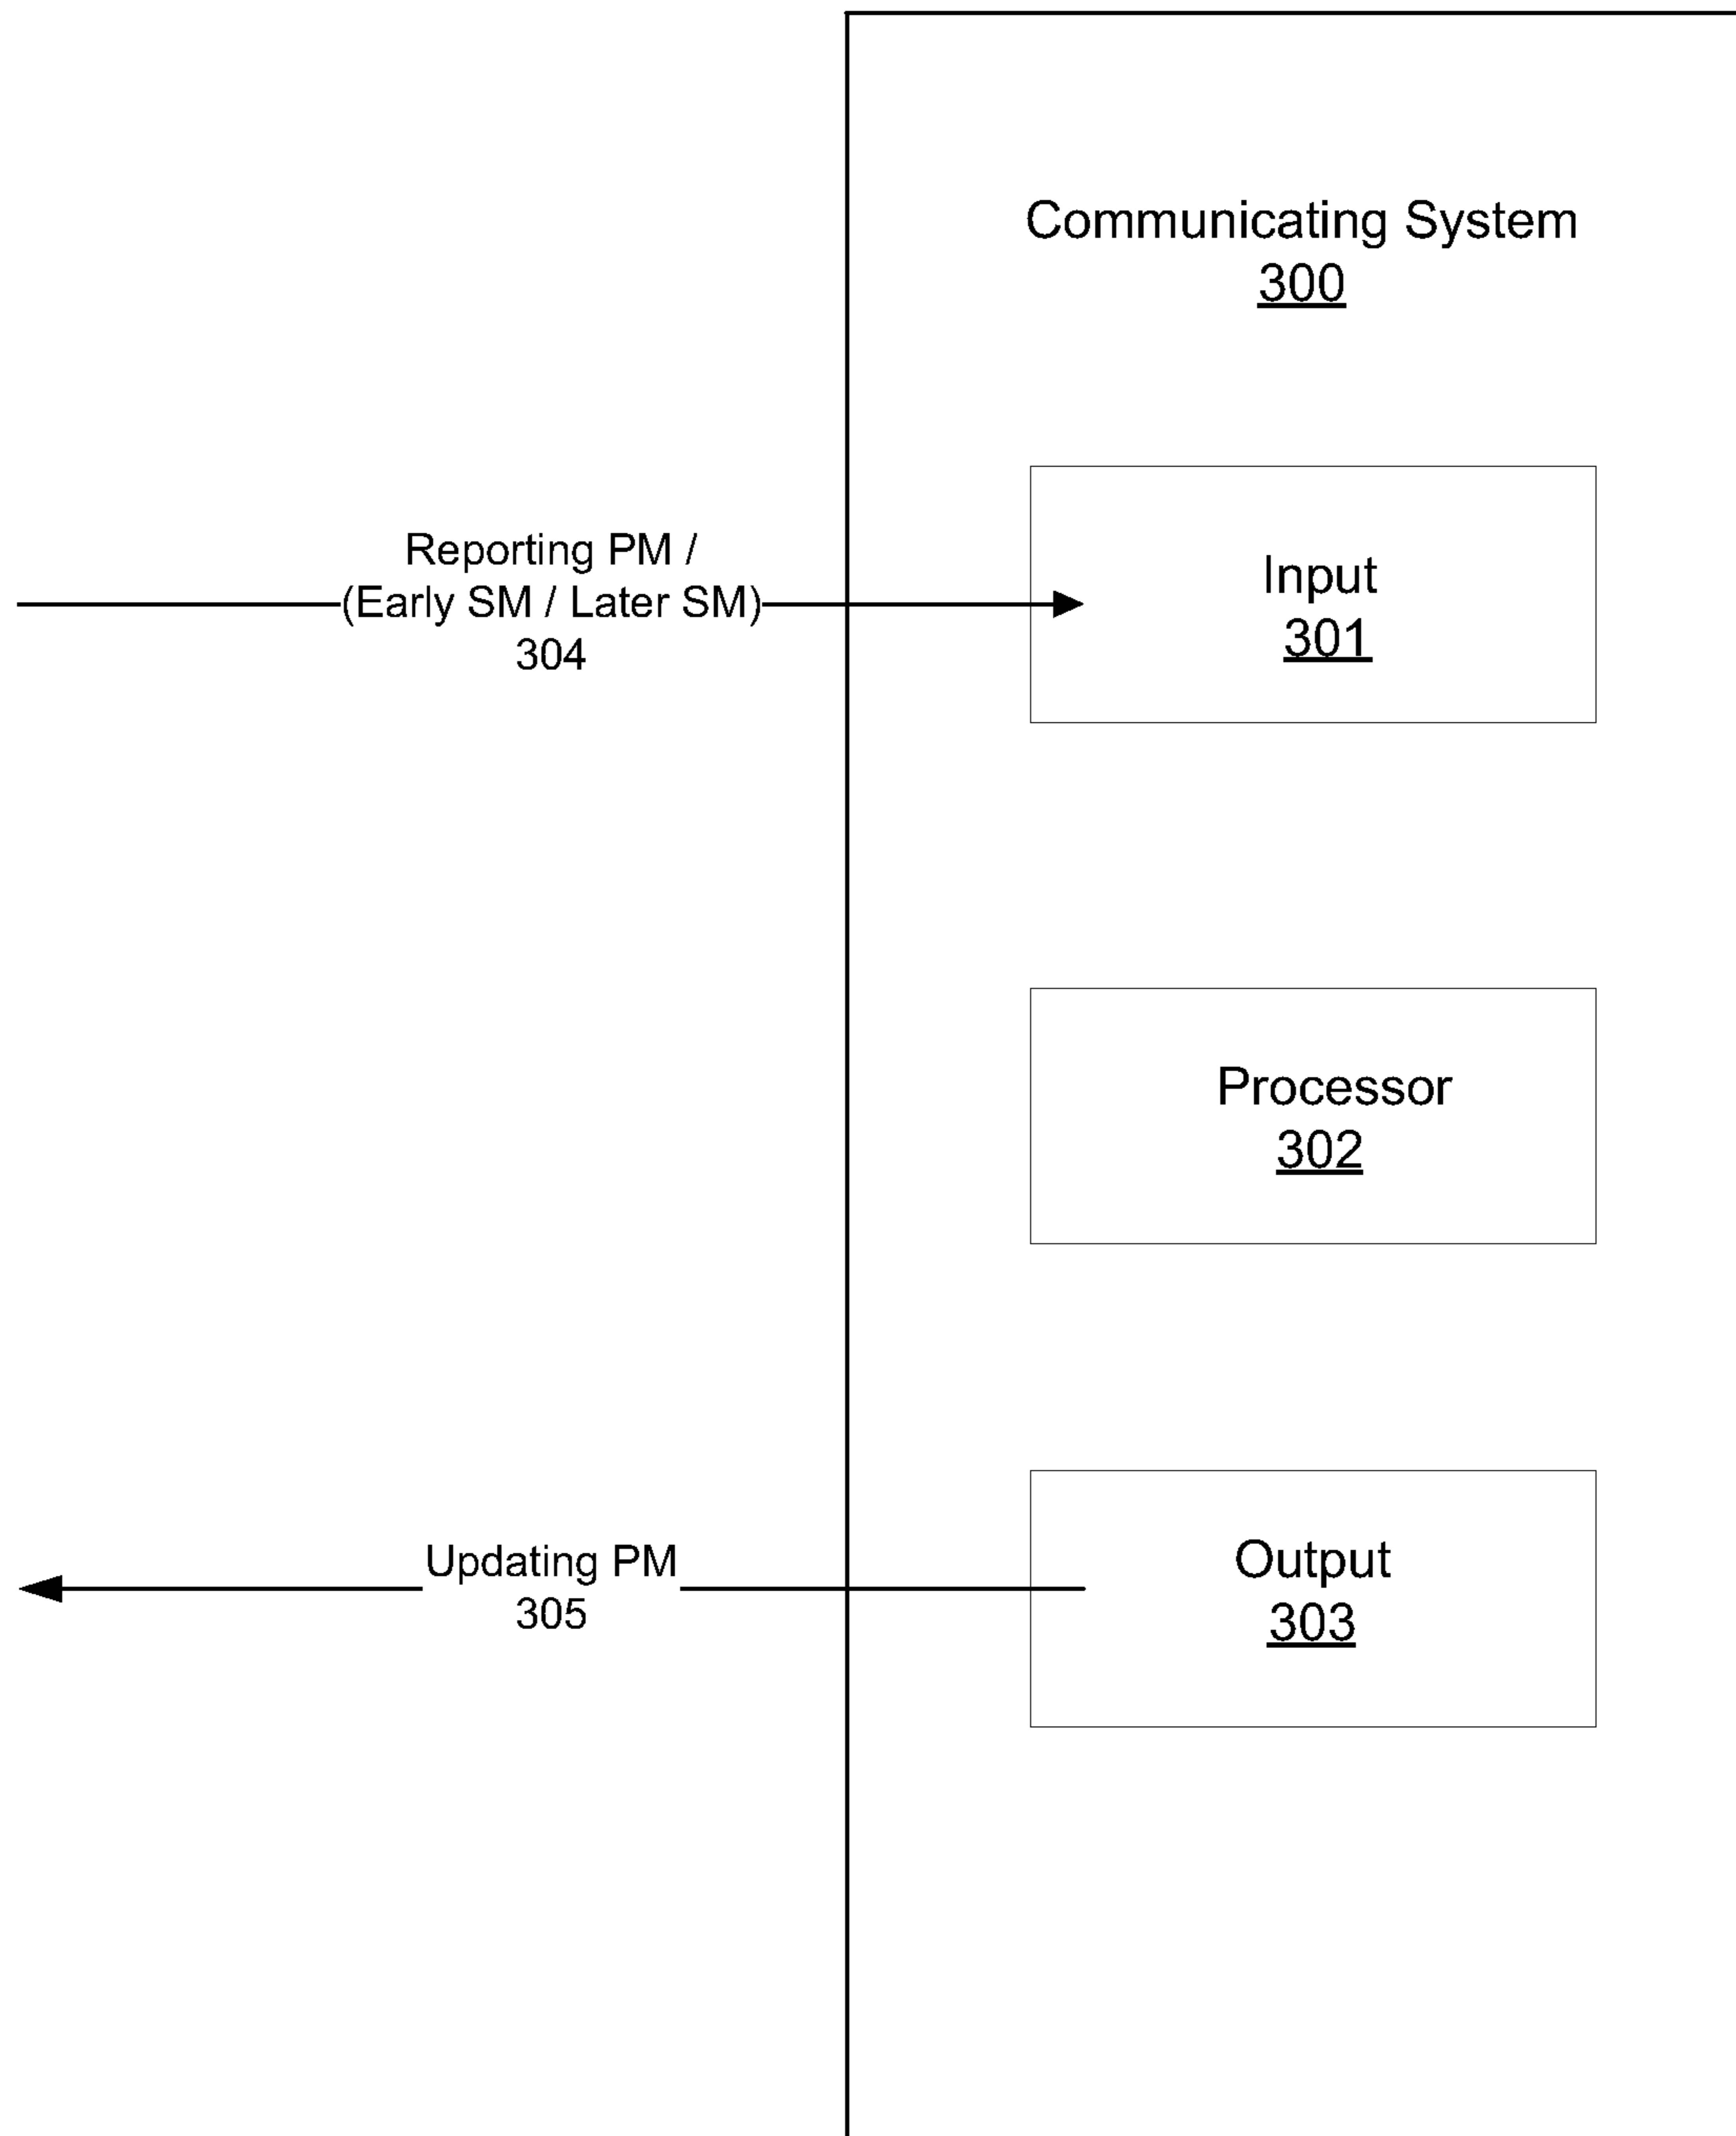 Communicating System
300
Reporting PM /
(Early SM / Later SM)
304
Input
301
Processor
302
Updating PM
305
Output
303